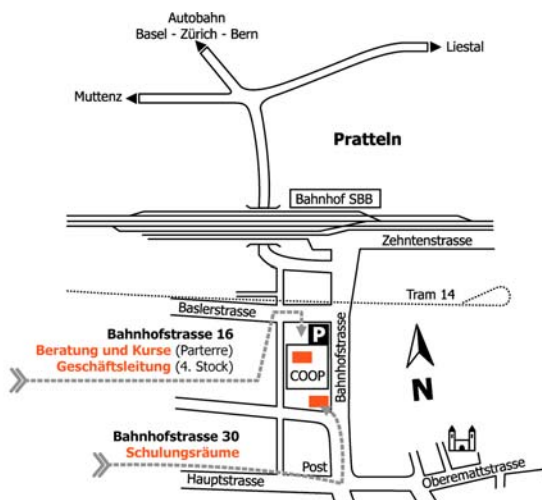 Autobahn
Basel - Zürich - Bern
Liestal
Muttenz
Pratteln
Bahnhof SBB
Zehntenstrasse
Tram 14
Baslerstrasse
P
Bahnhofstrasse 16
Beratung und Kurse (Parterre)
Geschäftsleitung (4. Stock)
COOP
Bahnhofstrasse
N
Bahnhofstrasse 30
Schulungsräume
Post
Hauptstrasse
Oberemattstrasse